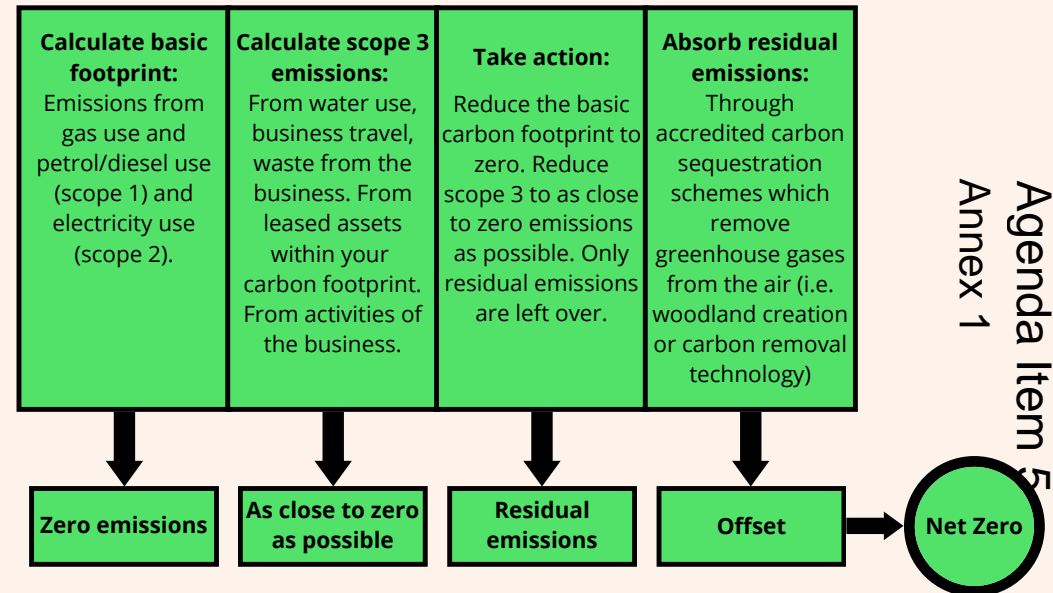 Calculate basic
footprint:
Emissions from
gas use and
petrol/diesel use
(scope 1) and
electricity use
(scope 2).
Calculate scope 3
emissions:
From water use,
business travel,
waste from the
business. From
leased assets
within your
carbon footprint.
From activities of
the business.
Take action:
Reduce the basic
carbon footprint to
zero. Reduce
scope 3 to as close
to zero emissions
as possible. Only
residual emissions
are left over.
Absorb residual
emissions:
Through
accredited carbon
sequestration
schemes which
remove
greenhouse gases
from the air (i.e.
woodland creation
or carbon removal
technology)
Zero emissions
As close to zero
as possible
Residual
emissions
Offset
Net Zero
Agenda Item 5
Annex 1